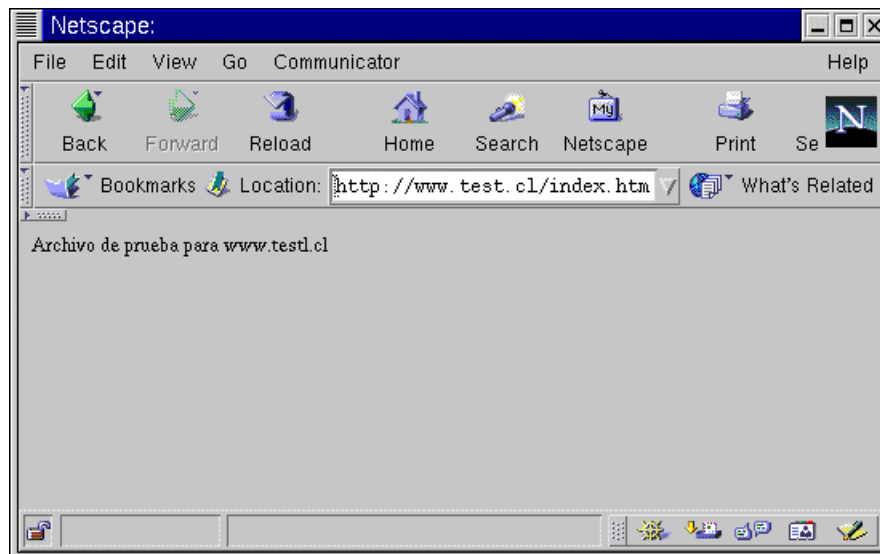 Netscape:
File Edit View Go Communicator Help
Back Forward Reload Home Search Netscape Print Se
My
N
Bookmarks Location: http://www.test.cl/index.htm What's Related
Archivo de prueba para www.testl.cl